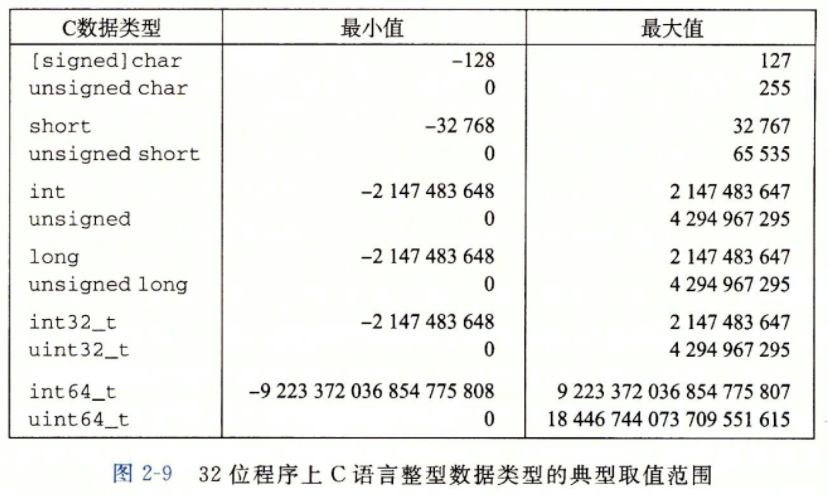 C数据类型 最小值 最大值
[signed]char -128 127
unsigned char 0 255
short -32 768 32 767
unsigned short 0 65 535
int -2 147 483 648 2 147 483 647
unsigned 0 4 294 967 295
long -2 147 483 648 2 147 483 647
unsigned long 0 4 294 967 295
int32_t -2 147 483 648 2 147 483 647
uint32_t 0 4 294 967 295
int64_t -9 223 372 036 854 775 808 9 223 372 036 854 775 807
uint64_t 0 18 446 744 073 709 551 615
图 2-9 32 位程序上 C 语言整型数据类型的典型取值范围